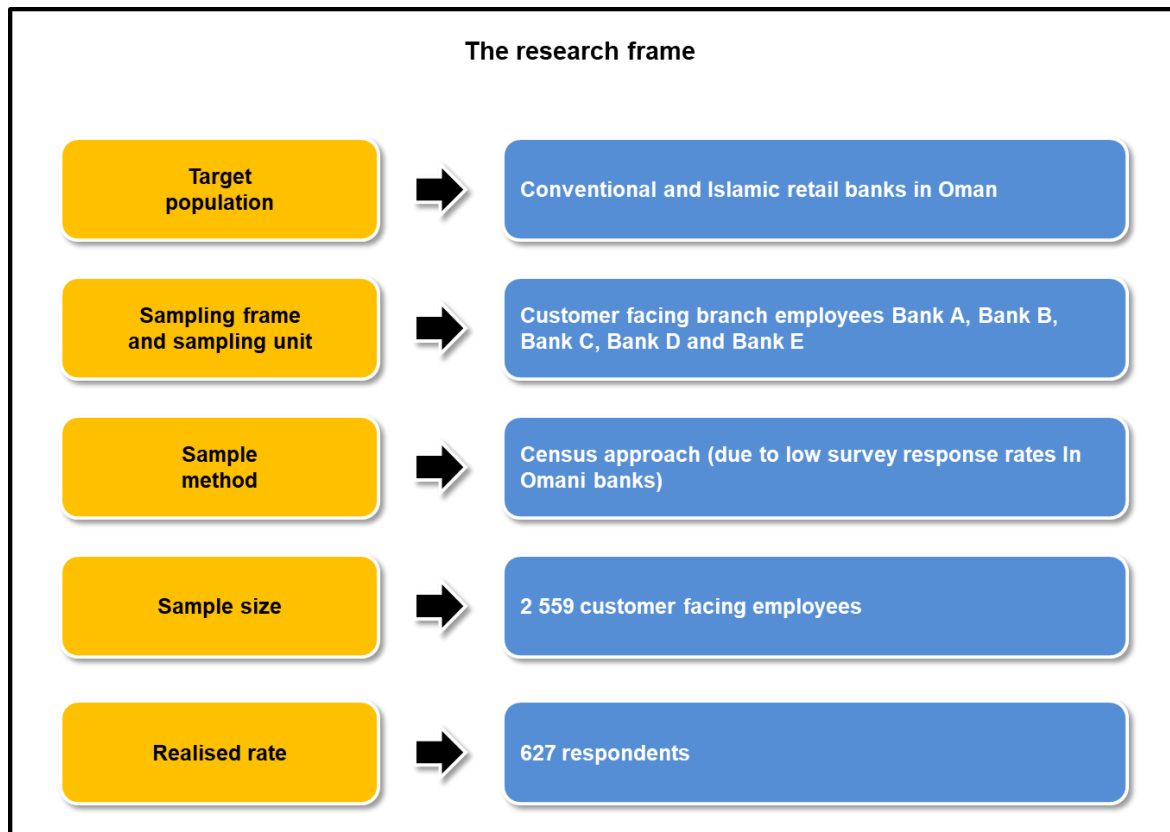 The research frame
Target
population
Conventional and Islamic retail banks in Oman
Sampling frame
and sampling unit
Customer facing branch employees Bank A, Bank B,
Bank C, Bank D and Bank E
Sample
method
Census approach (due to low survey response rates In
Omani banks)
Sample size
2 559 customer facing employees
Realised rate
627 respondents